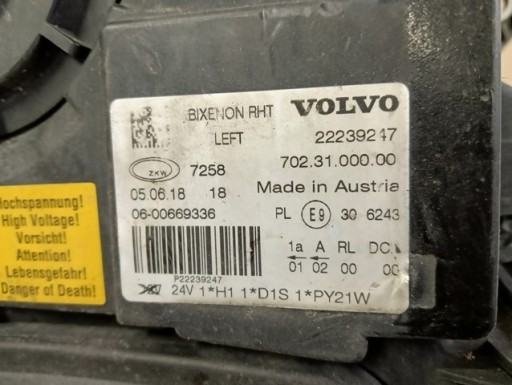 BIXENON RHT VOLVO
LEFT 22239247
ZKW 7258 702.31.000.00
05.06.18 18 Made in Austria
06-00669336 PL E9 30 6243
1a A RL DC
01 02 00 00
P22239247
24V 1*H1 1*D1S 1*PY21W
Hochspannung!
High Voltage!
Vorsicht!
Attention!
Lebensgefahr!
Danger of Death!